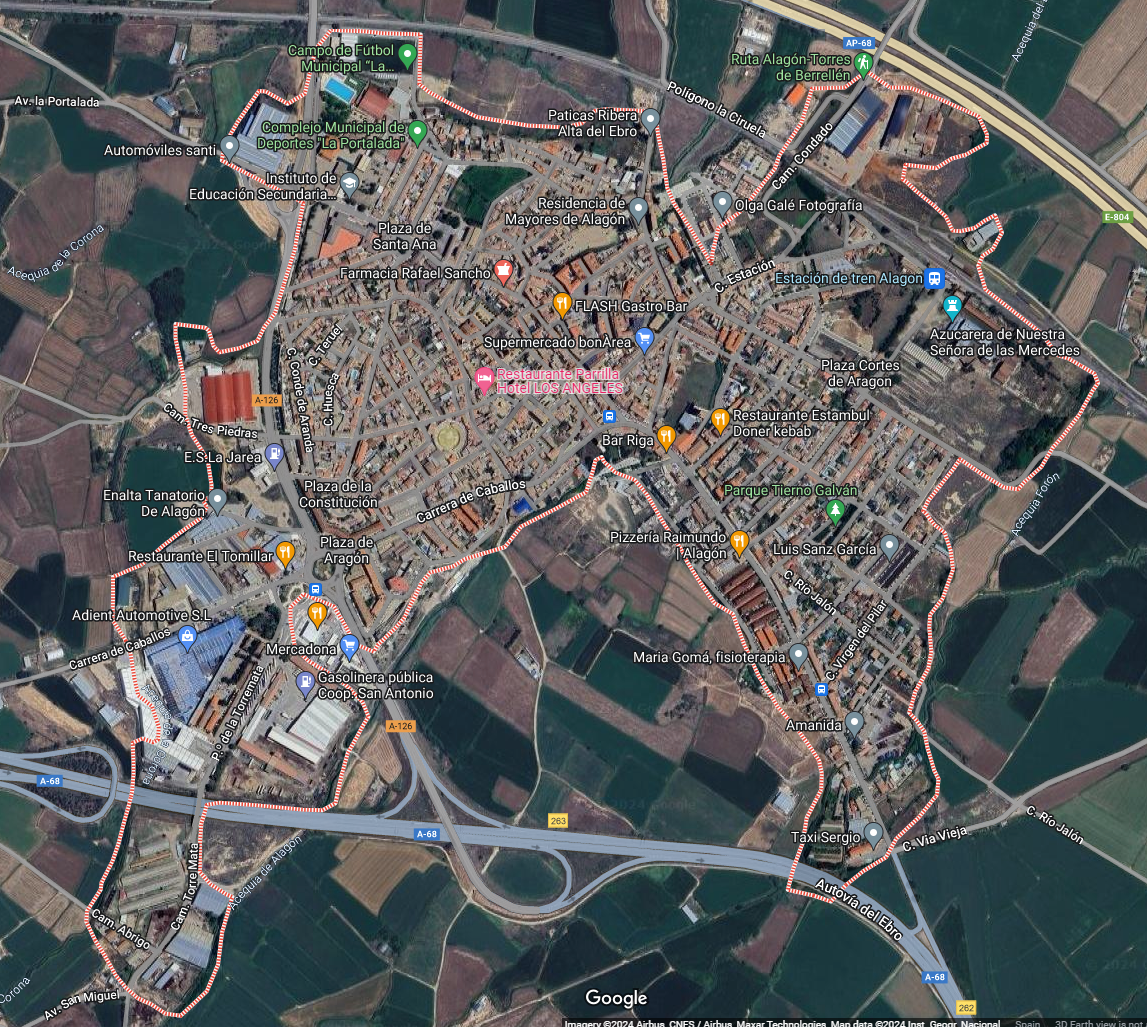 AP-68
Campo de Fútbol
Municipal "La...
Ruta Alagón-Torres
de Berrellén
Av. la Portalada
Polígono la Ciruela
Paticas Ribera
Alta del Ebro
Complejo Municipal de
Deportes "La Portalada"
Automóviles santi
Cam. Condado
Instituto de
Educación Secundaria...
Residencia de
Mayores de Alagón
Olga Galé Fotografía
E-804
Plaza de
Santa Ana
Acequia de la Corona
Farmacia Rafael Sancho
C. Estación
Estación de tren Alagon
FLASH Gastro Bar
Azucarera de Nuestra
Señora de las Mercedes
Supermercado bonÀrea
C. Teruel
C. Conde de Aranda
C. Huesca
Restaurante Parrilla
Hotel LOS ANGELES
Plaza Cortes
de Aragon
A-126
Cam. Tres Piedras
Restaurante Estambul
Doner kebab
Bar Riga
E.S. La Jarea
Plaza de la
Constitución
Carrera de Caballos
Enalta Tanatorio
De Alagón
Parque Tierno Galván
Acequia Forón
Pizzería Raimundo
| Alagón
Luis Sanz García
Plaza de
Aragón
Restaurante El Tomillar
C. Río Jalón
Adient Automotive S.L
C. Virgen del Pilar
Carrera de Caballos
Mercadona
Maria Gomá, fisioterapia
Gasolinera pública
Coop. San Antonio
P.º de la Torremata
A-126
Amanida
A-68
263
A-68
Taxi Sergio
C. Via Vieja
C. Río Jalón
Acequia de Alagón
Cam. Torre Mata
Autovía del Ebro
Cam. Abrigo
A-68
Corona
Av. San Miguel
Google
262
Imagery ©2024 Airbus, CNES / Airbus, Maxar Technologies, Map data ©2024 Inst. Geogr. Nacional Spain 3D Earth view is not